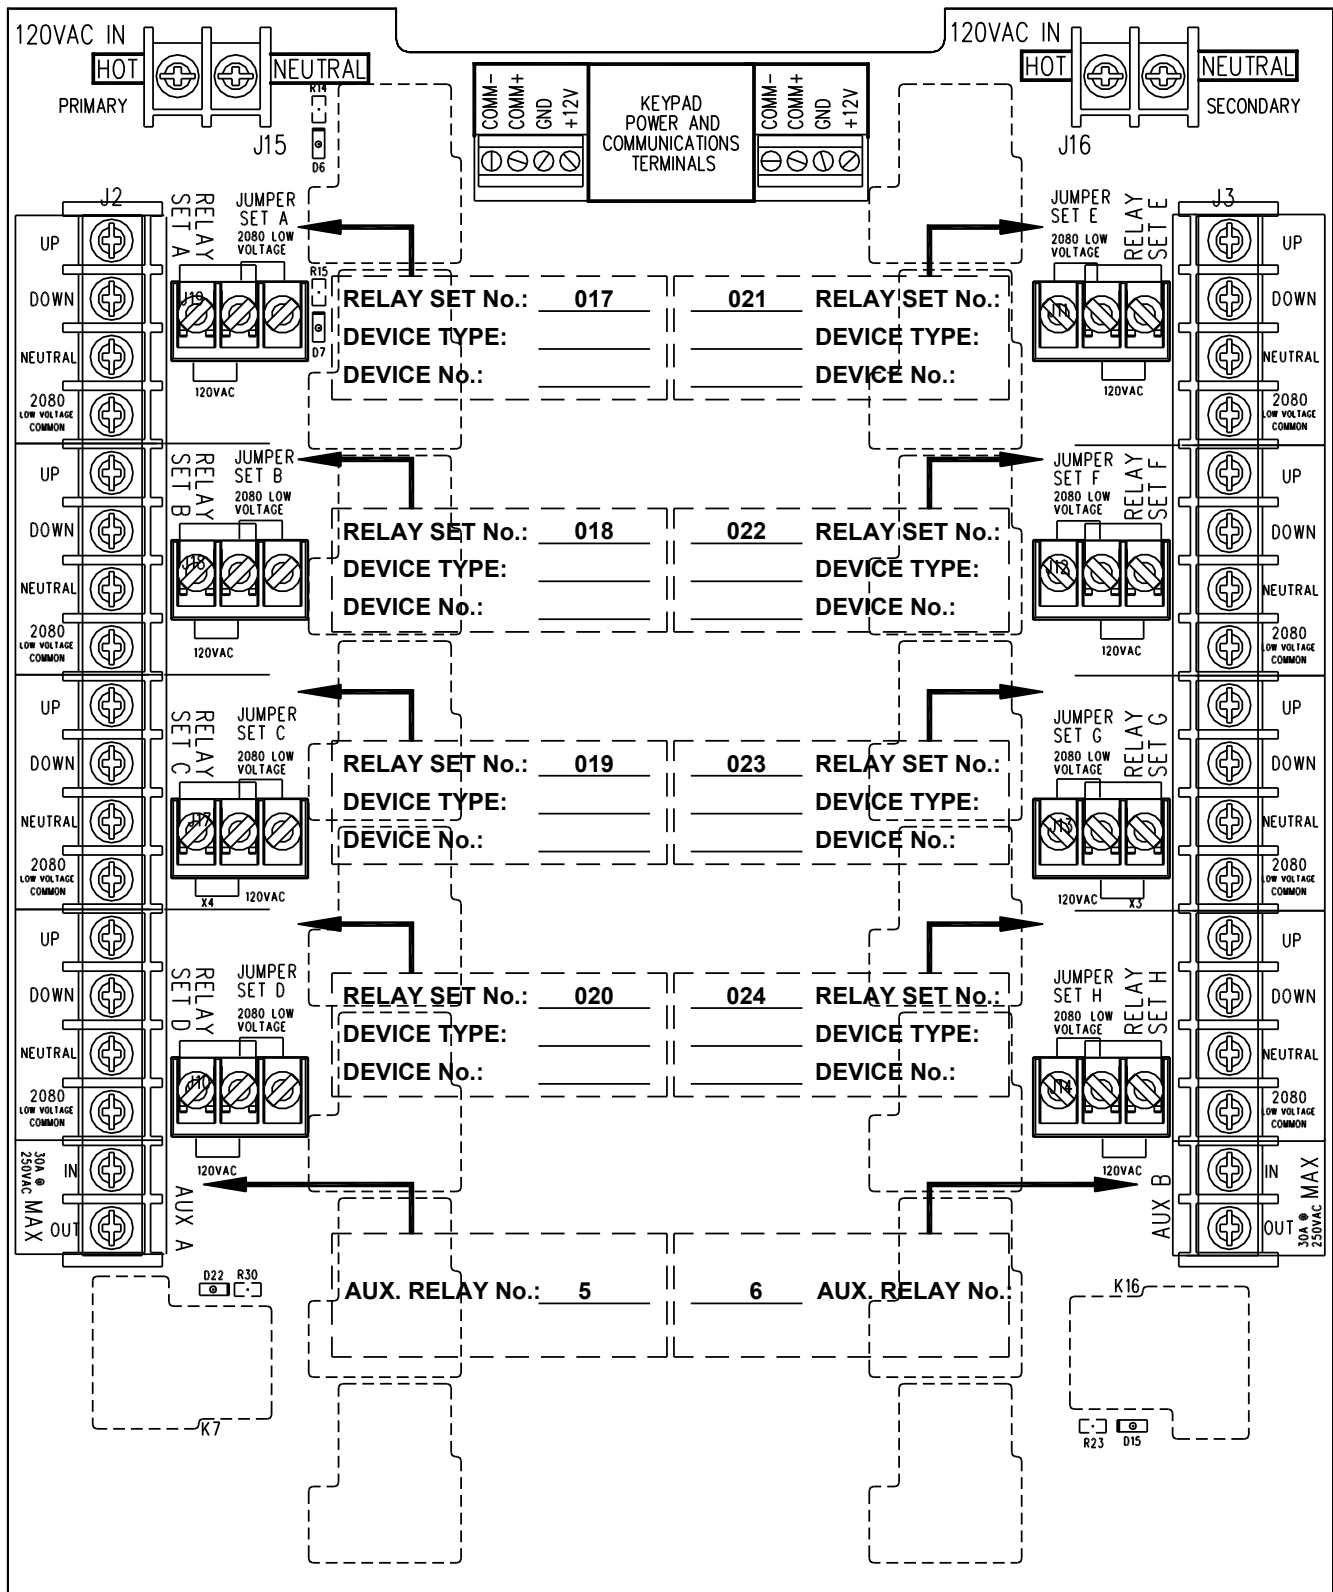 120VAC IN
HOT
NEUTRAL
PRIMARY
J15
R14
D6
COMM-
COMM+
GND
+12V
KEYPAD
POWER AND
COMMUNICATIONS
TERMINALS
COMM-
COMM+
GND
+12V
120VAC IN
HOT
NEUTRAL
SECONDARY
J16
J2
UP
DOWN
NEUTRAL
2080
LOW VOLTAGE
COMMON
RELAY
SET A
JUMPER
SET A
2080 LOW
VOLTAGE
J19
120VAC
R15
D7
RELAY SET No.: 017
DEVICE TYPE:
DEVICE No.:
021 RELAY SET No.:
DEVICE TYPE:
DEVICE No.:
JUMPER
SET E
2080 LOW
VOLTAGE
RELAY
SET E
J11
120VAC
J3
UP
DOWN
NEUTRAL
2080
LOW VOLTAGE
COMMON
UP
DOWN
NEUTRAL
2080
LOW VOLTAGE
COMMON
RELAY
SET B
JUMPER
SET B
2080 LOW
VOLTAGE
J18
120VAC
RELAY SET No.: 018
DEVICE TYPE:
DEVICE No.:
022 RELAY SET No.:
DEVICE TYPE:
DEVICE No.:
JUMPER
SET F
2080 LOW
VOLTAGE
RELAY
SET F
J12
120VAC
UP
DOWN
NEUTRAL
2080
LOW VOLTAGE
COMMON
UP
DOWN
NEUTRAL
2080
LOW VOLTAGE
COMMON
RELAY
SET C
JUMPER
SET C
2080 LOW
VOLTAGE
J17
X4
120VAC
RELAY SET No.: 019
DEVICE TYPE:
DEVICE No.:
023 RELAY SET No.:
DEVICE TYPE:
DEVICE No.:
JUMPER
SET G
2080 LOW
VOLTAGE
RELAY
SET G
J13
120VAC
X3
UP
DOWN
NEUTRAL
2080
LOW VOLTAGE
COMMON
UP
DOWN
NEUTRAL
2080
LOW VOLTAGE
COMMON
RELAY
SET D
JUMPER
SET D
2080 LOW
VOLTAGE
J10
120VAC
RELAY SET No.: 020
DEVICE TYPE:
DEVICE No.:
024 RELAY SET No.:
DEVICE TYPE:
DEVICE No.:
JUMPER
SET H
2080 LOW
VOLTAGE
RELAY
SET H
J14
120VAC
UP
DOWN
NEUTRAL
2080
LOW VOLTAGE
COMMON
30A @
250VAC MAX
IN
OUT
AUX A
AUX B
IN
OUT
30A @
250VAC MAX
D22
R30
K7
AUX. RELAY No.: 5
6 AUX. RELAY No.:
K16
R23
D15